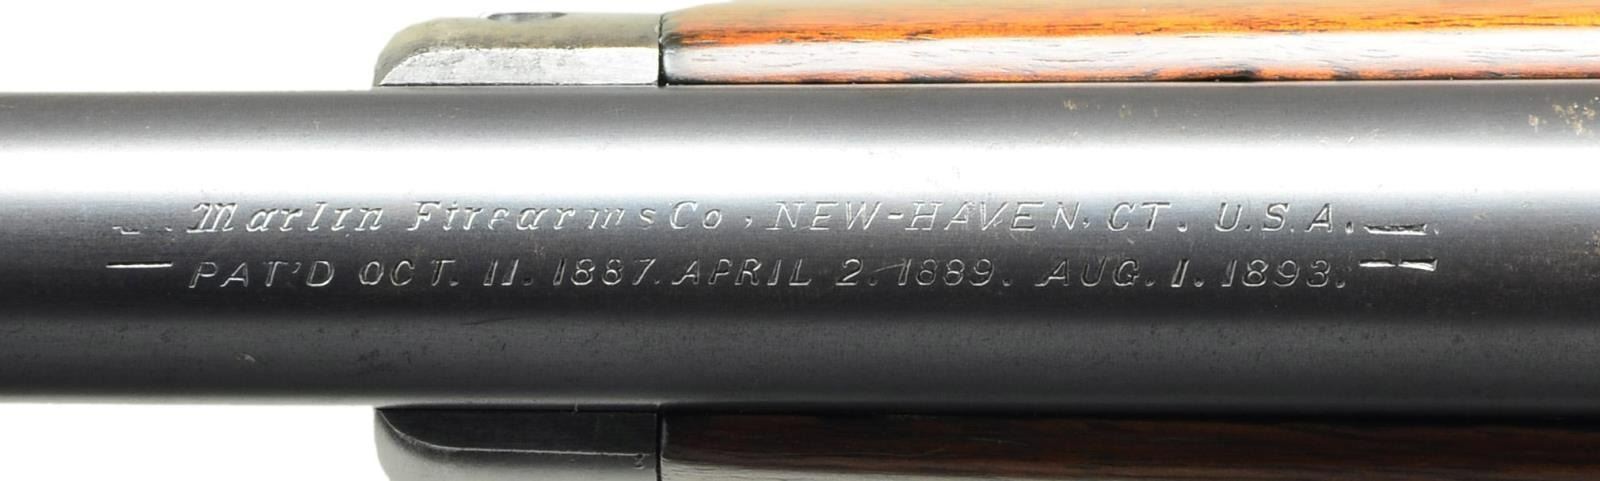 Marlin Firearms Co, NEW-HAVEN, CT. U.S.A.
PAT'D OCT. 11. 1887. APRIL 2. 1889. AUG. 1. 1893.